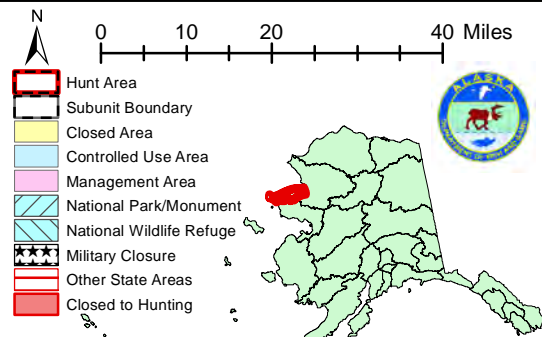 N
0 10 20 40 Miles
Hunt Area
Subunit Boundary
Closed Area
Controlled Use Area
Management Area
National Park/Monument
National Wildlife Refuge
Military Closure
Other State Areas
Closed to Hunting
ALASKA